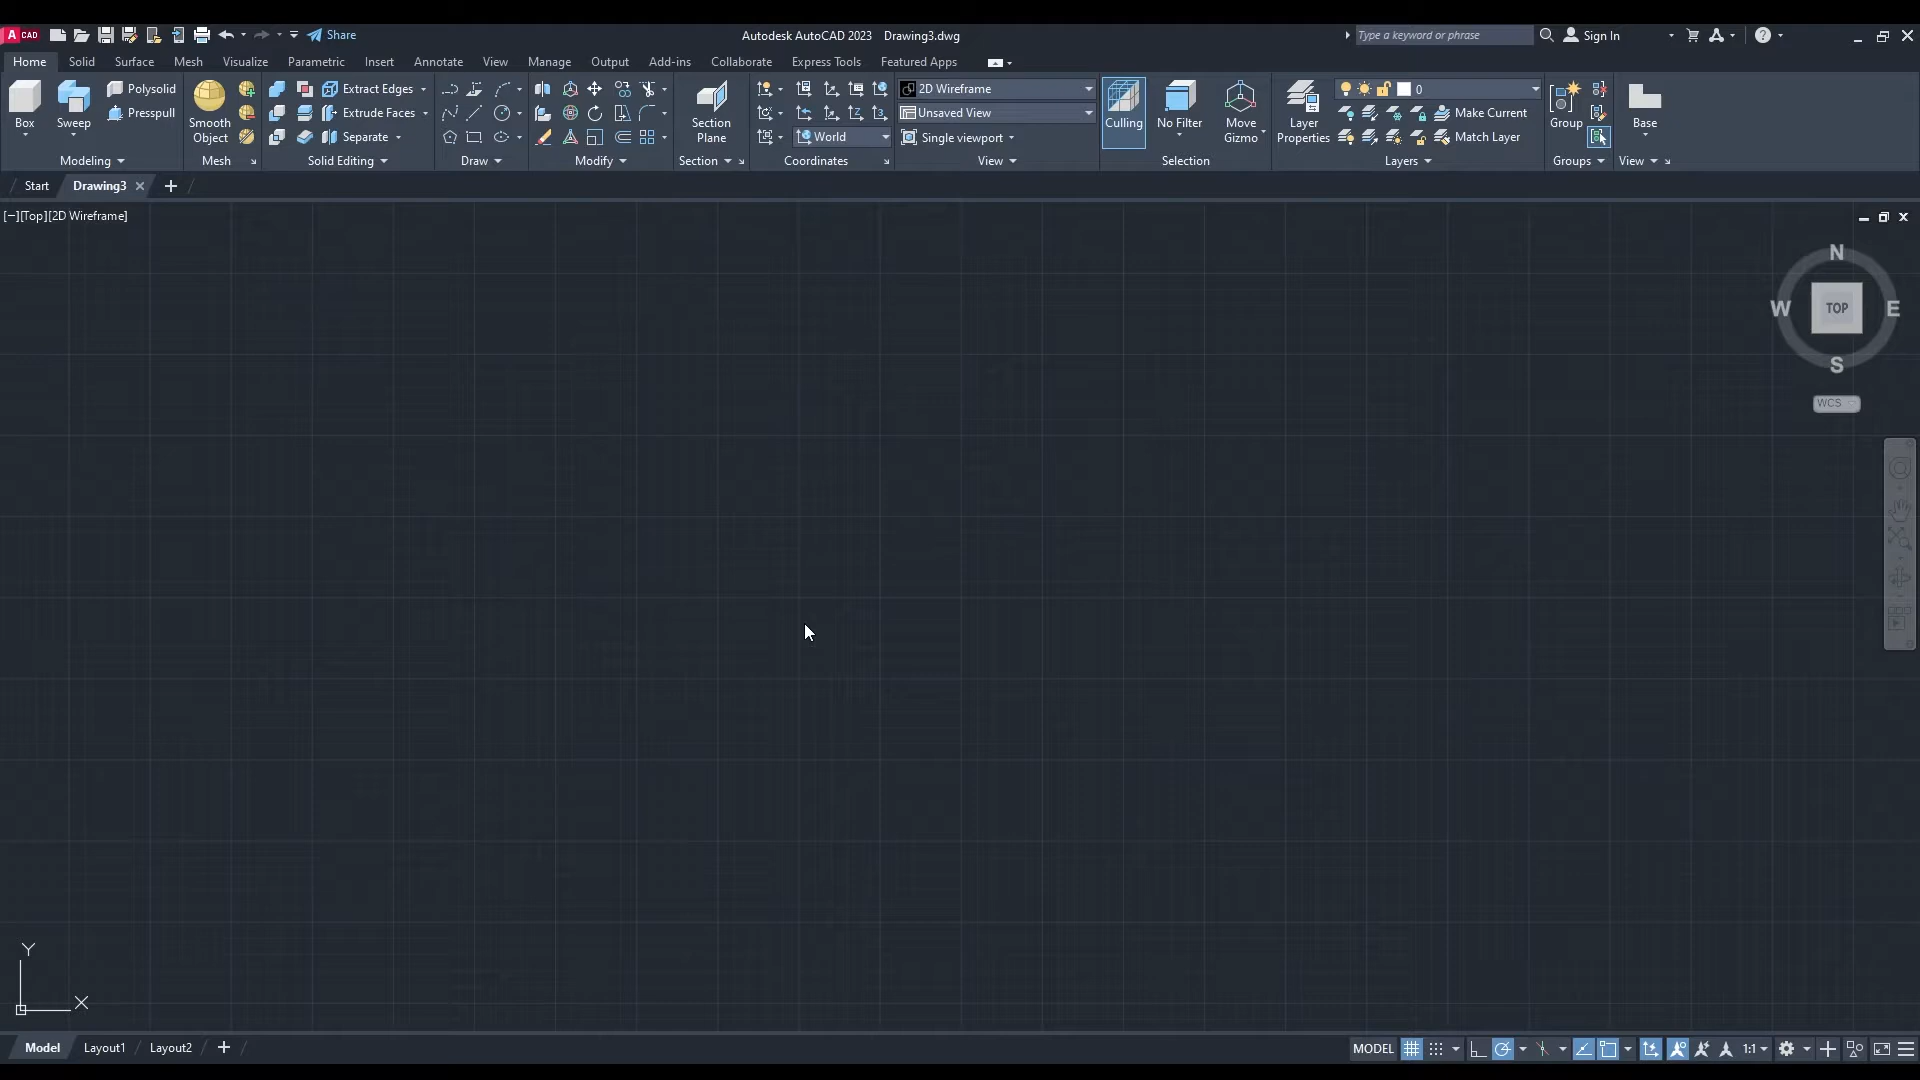 A CAD Share Autodesk AutoCAD 2023 Drawing3.dwg Type a keyword or phrase Sign In
Home Solid Surface Mesh Visualize Parametric Insert Annotate View Manage Output Add-ins Collaborate Express Tools Featured Apps
Polysolid Extract Edges 2D Wireframe 0
Box Sweep Presspull Smooth Object Extrude Faces Section Plane Unsaved View Culling No Filter Move Gizmo Layer Properties Make Current Group Base
Separate World Single viewport Match Layer
Modeling Mesh Solid Editing Draw Modify Section Coordinates View Selection Layers Groups View
Start Drawing3
[−][Top][2D Wireframe]
N
W TOP E
S
WCS
Y
X
Model Layout1 Layout2 MODEL 1:1